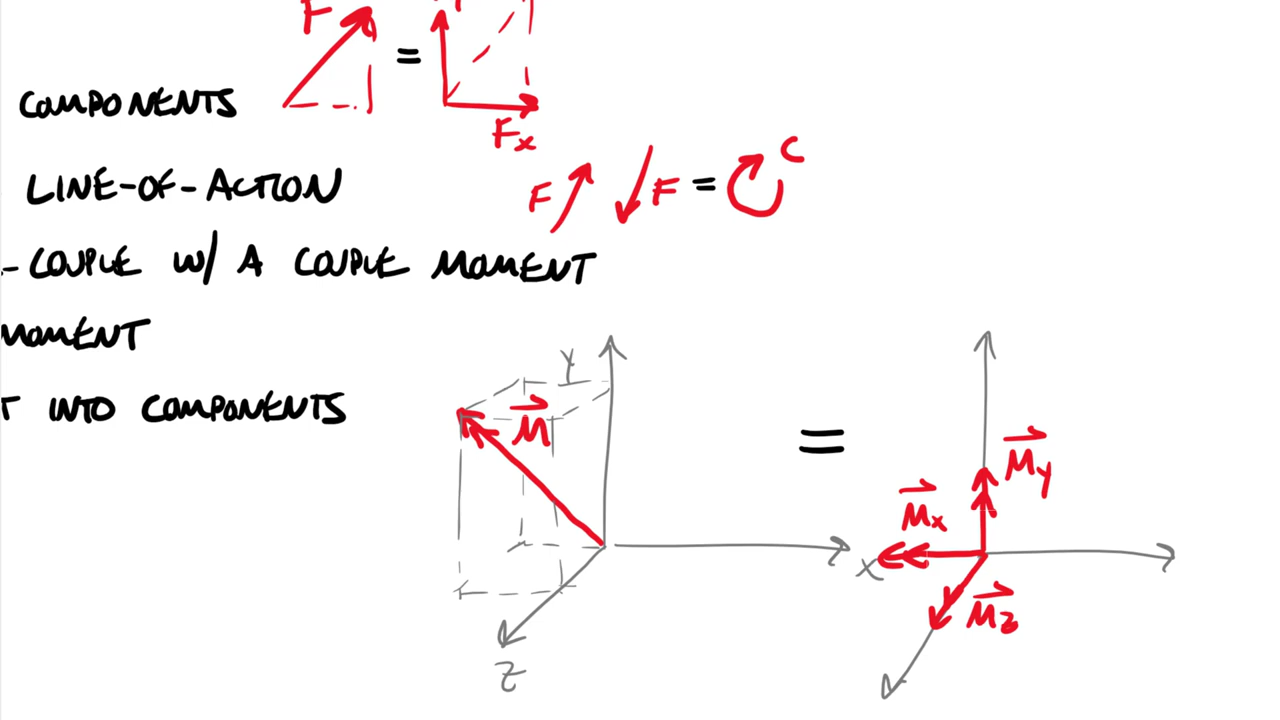 F
=
COMPONENTS
Fx
C
LINE-OF-ACTION
F F =
-COUPLE W/ A COUPLE MOMENT
MOMENT
T INTO COMPONENTS
Y
M
=
My
Mx
X
Mz
Z